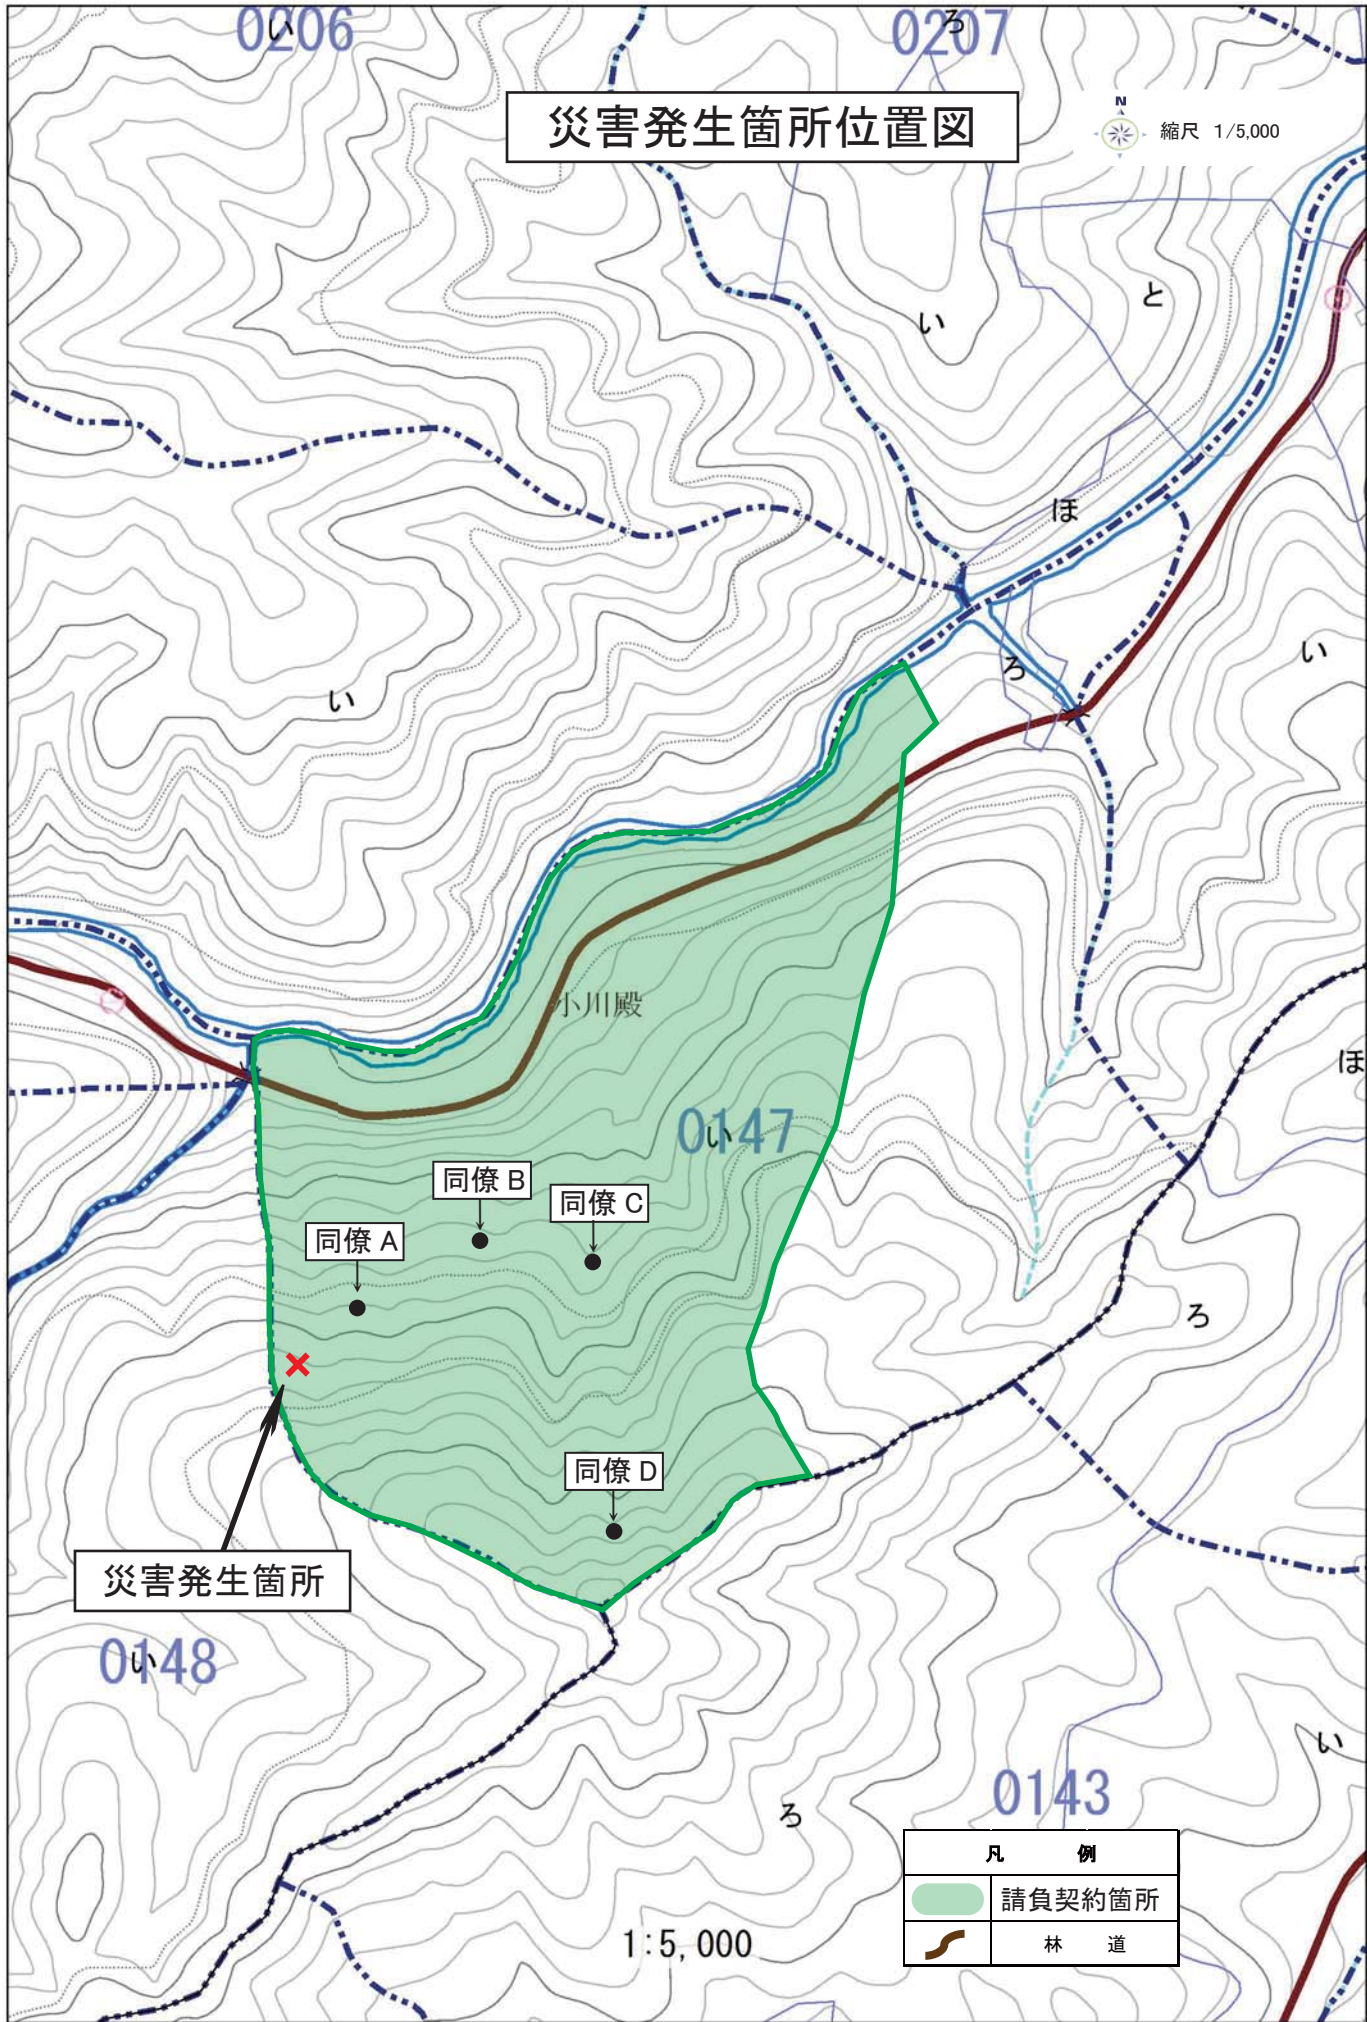 0206
い
0207
ろ
災害発生箇所位置図
N
縮尺 1/5,000
と
い
ほ
い
ろ
い
小川殿
ほ
0147
い
同僚 B
同僚 C
同僚 A
ろ
同僚 D
災害発生箇所
0148
い
い
0143
ろ
凡 例
請負契約箇所
林 道
1:5,000